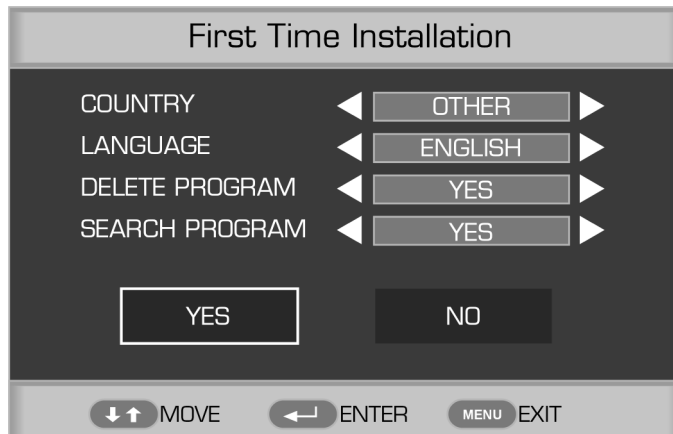 First Time Installation
COUNTRY OTHER
LANGUAGE ENGLISH
DELETE PROGRAM YES
SEARCH PROGRAM YES
YES NO
MOVE ENTER MENU EXIT